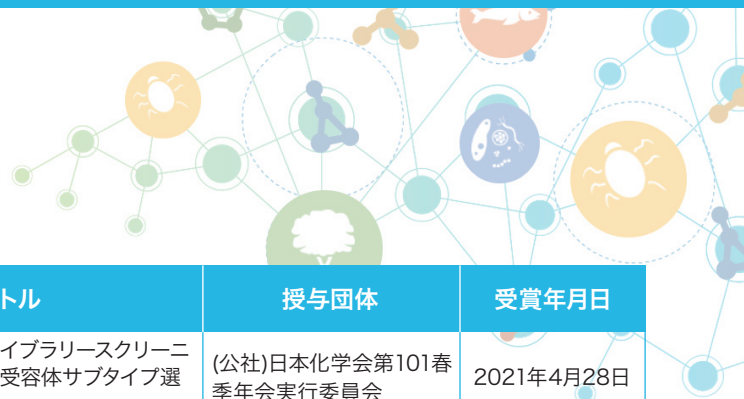 トル 授与団体 受賞年月日
イブラリースクリーニ
受容体サブタイプ選
(公社)日本化学会第101春
季年会実行委員会
2021年4月28日